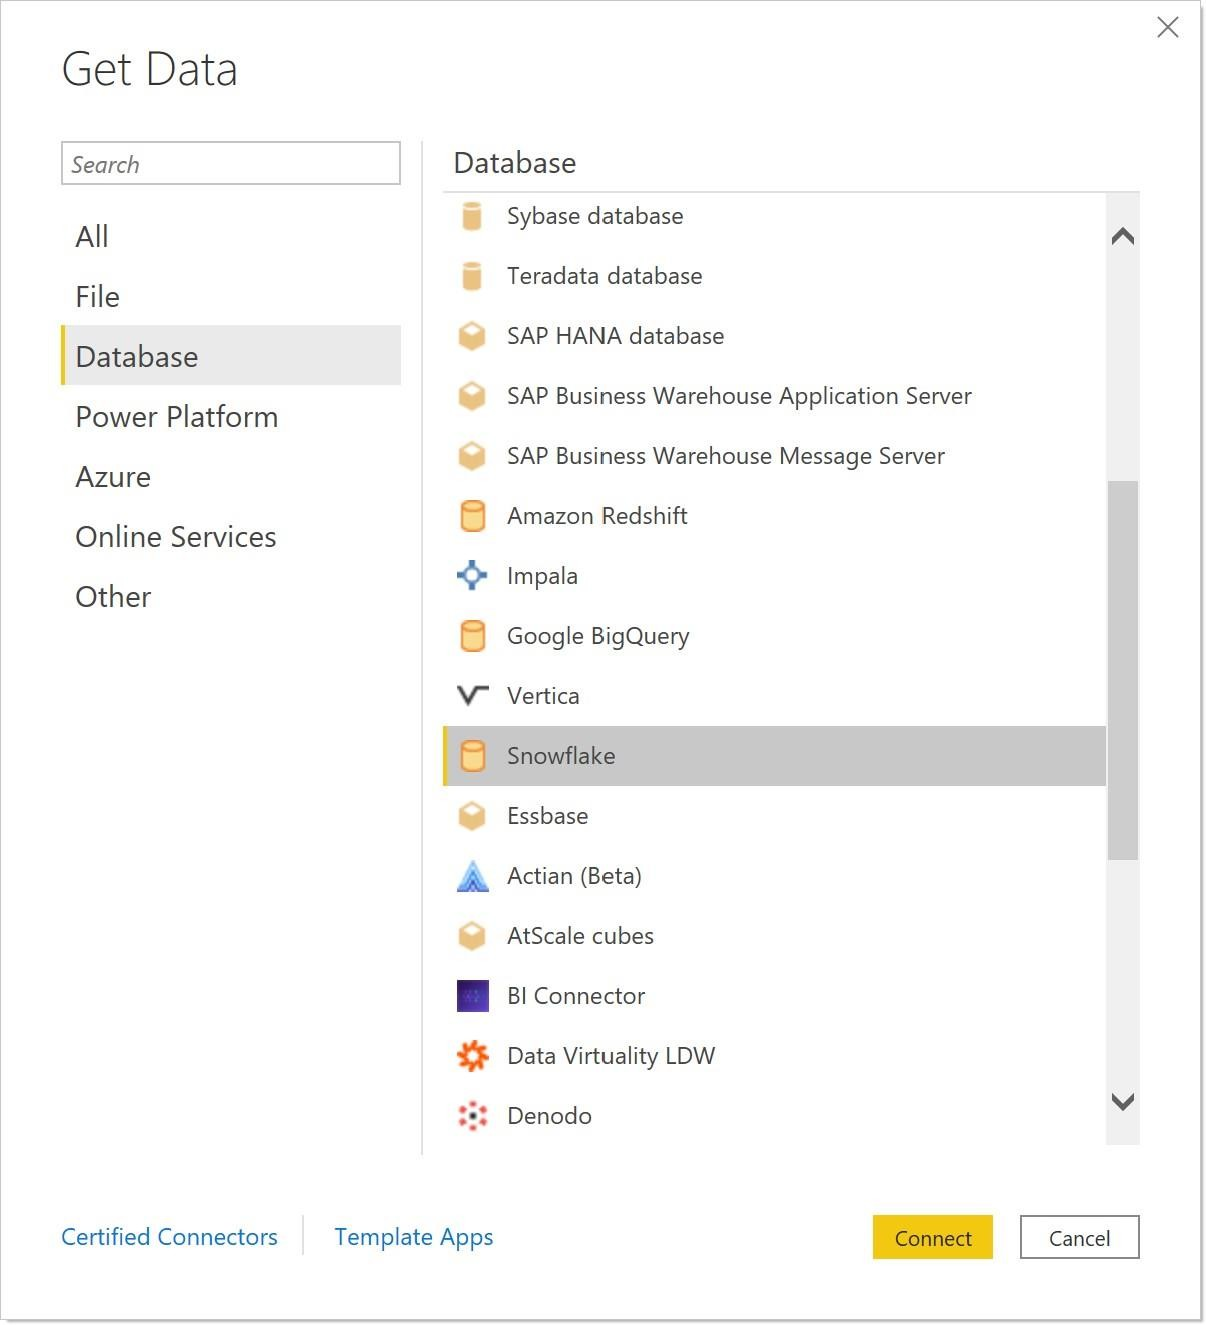 Get Data
Search
All
File
Database
Power Platform
Azure
Online Services
Other
Database
Sybase database
Teradata database
SAP HANA database
SAP Business Warehouse Application Server
SAP Business Warehouse Message Server
Amazon Redshift
Impala
Google BigQuery
Vertica
Snowflake
Essbase
Actian (Beta)
AtScale cubes
BI Connector
Data Virtuality LDW
Denodo
Certified Connectors
Template Apps
Connect
Cancel